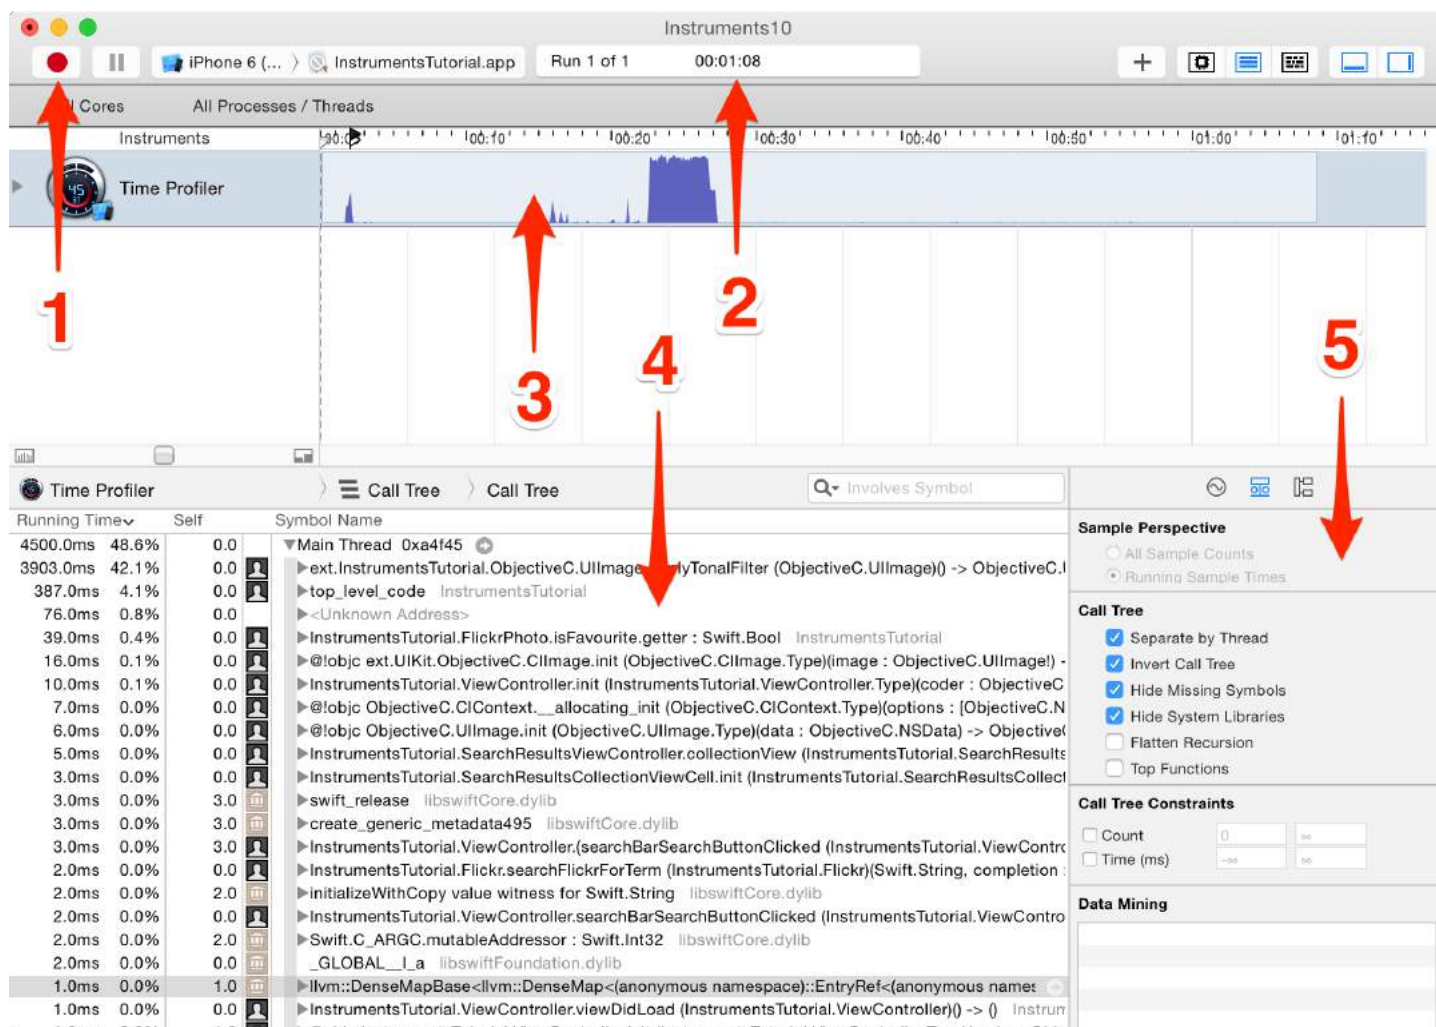 Instruments10
iPhone 6 (... InstrumentsTutorial.app Run 1 of 1 00:01:08
Cores All Processes / Threads
Instruments 00:10 00:20 00:30 00:40 00:50 01:00 01:10
45 Time Profiler
1
2
3
4
5
Time Profiler Call Tree Call Tree Involves Symbol
Running Time Self Symbol Name
4500.0ms 48.6% 0.0 Main Thread 0xa4f45
3903.0ms 42.1% 0.0 ext.InstrumentsTutorial.ObjectiveC.UIImage. lyTonalFilter (ObjectiveC.UIImage)() -> ObjectiveC.
387.0ms 4.1% 0.0 top_level_code InstrumentsTutorial
76.0ms 0.8% 0.0 <Unknown Address>
39.0ms 0.4% 0.0 InstrumentsTutorial.FlickrPhoto.isFavourite.getter : Swift.Bool InstrumentsTutorial
16.0ms 0.1% 0.0 @!objc ext.UIKit.ObjectiveC.CIImage.init (ObjectiveC.CIImage.Type)(image : ObjectiveC.UIImage!) -
10.0ms 0.1% 0.0 InstrumentsTutorial.ViewController.init (InstrumentsTutorial.ViewController.Type)(coder : ObjectiveC
7.0ms 0.0% 0.0 @!objc ObjectiveC.CIContext.__allocating_init (ObjectiveC.CIContext.Type)(options : [ObjectiveC.N
6.0ms 0.0% 0.0 @!objc ObjectiveC.UIImage.init (ObjectiveC.UIImage.Type)(data : ObjectiveC.NSData) -> Objective
5.0ms 0.0% 0.0 InstrumentsTutorial.SearchResultsViewController.collectionView (InstrumentsTutorial.SearchResults
3.0ms 0.0% 0.0 InstrumentsTutorial.SearchResultsCollectionViewCell.init (InstrumentsTutorial.SearchResultsCollect
3.0ms 0.0% 3.0 swift_release libswiftCore.dylib
3.0ms 0.0% 3.0 create_generic_metadata495 libswiftCore.dylib
3.0ms 0.0% 0.0 InstrumentsTutorial.ViewController.(searchBarSearchButtonClicked (InstrumentsTutorial.ViewContro
2.0ms 0.0% 0.0 InstrumentsTutorial.Flickr.searchFlickrForTerm (InstrumentsTutorial.Flickr)(Swift.String, completion :
2.0ms 0.0% 2.0 initializeWithCopy value witness for Swift.String libswiftCore.dylib
2.0ms 0.0% 0.0 InstrumentsTutorial.ViewController.searchBarSearchButtonClicked (InstrumentsTutorial.ViewContro
2.0ms 0.0% 2.0 Swift.C_ARGC.mutableAddressor : Swift.Int32 libswiftCore.dylib
2.0ms 0.0% 0.0 _GLOBAL__I_a libswiftFoundation.dylib
1.0ms 0.0% 1.0 llvm::DenseMapBase<llvm::DenseMap<(anonymous namespace)::EntryRef<(anonymous names
1.0ms 0.0% 0.0 InstrumentsTutorial.ViewController.viewDidLoad (InstrumentsTutorial.ViewController)() -> () Instrum
Sample Perspective
All Sample Counts
Running Sample Times
Call Tree
Separate by Thread
Invert Call Tree
Hide Missing Symbols
Hide System Libraries
Flatten Recursion
Top Functions
Call Tree Constraints
Count 0 ∞
Time (ms) -∞ ∞
Data Mining